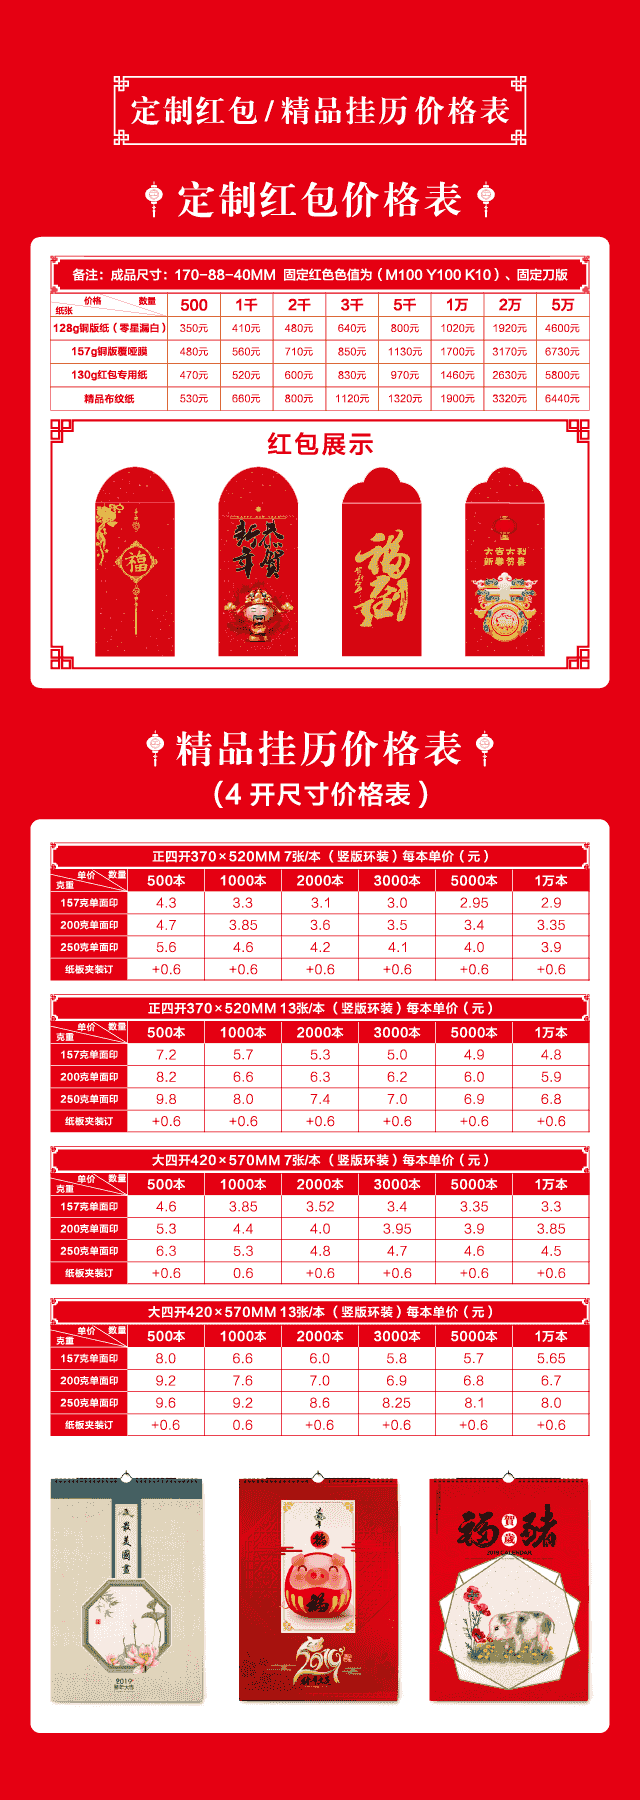 定制红包/精品挂历价格表
定制红包价格表
备注：成品尺寸：170-88-40MM 固定红色色值为（M100 Y100 K10）、固定刀版
纸张 价格 数量 500 1千 2千 3千 5千 1万 2万 5万
128g铜版纸（零星漏白） 350元 410元 480元 640元 800元 1020元 1920元 4600元
157g铜版覆哑膜 480元 560元 710元 850元 1130元 1700元 3170元 6730元
130g红包专用纸 470元 520元 600元 830元 970元 1460元 2630元 5800元
精品布纹纸 530元 660元 800元 1120元 1320元 1900元 3320元 6440元
红包展示
福
恭贺
新年
福到
大吉大利
新春贺喜
精品挂历价格表
（4 开尺寸价格表）
正四开370×520MM 7张/本（竖版环装）每本单价（元）
克重 单价 数量 500本 1000本 2000本 3000本 5000本 1万本
157克单面印 4.3 3.3 3.1 3.0 2.95 2.9
200克单面印 4.7 3.85 3.6 3.5 3.4 3.35
250克单面印 5.6 4.6 4.2 4.1 4.0 3.9
纸板夹装订 +0.6 +0.6 +0.6 +0.6 +0.6 +0.6
正四开370×520MM 13张/本（竖版环装）每本单价（元）
克重 单价 数量 500本 1000本 2000本 3000本 5000本 1万本
157克单面印 7.2 5.7 5.3 5.0 4.9 4.8
200克单面印 8.2 6.6 6.3 6.2 6.0 5.9
250克单面印 9.8 8.0 7.4 7.0 6.9 6.8
纸板夹装订 +0.6 +0.6 +0.6 +0.6 +0.6 +0.6
大四开420×570MM 7张/本（竖版环装）每本单价（元）
克重 单价 数量 500本 1000本 2000本 3000本 5000本 1万本
157克单面印 4.6 3.85 3.52 3.4 3.35 3.3
200克单面印 5.3 4.4 4.0 3.95 3.9 3.85
250克单面印 6.3 5.3 4.8 4.7 4.6 4.5
纸板夹装订 +0.6 0.6 +0.6 +0.6 +0.6 +0.6
大四开420×570MM 13张/本（竖版环装）每本单价（元）
克重 单价 数量 500本 1000本 2000本 3000本 5000本 1万本
157克单面印 8.0 6.6 6.0 5.8 5.7 5.65
200克单面印 9.2 7.6 7.0 6.9 6.8 6.7
250克单面印 9.6 9.2 8.6 8.25 8.1 8.0
纸板夹装订 +0.6 0.6 +0.6 +0.6 +0.6 +0.6
最美國畫
2019
福
福
2019
福豬
賀歲